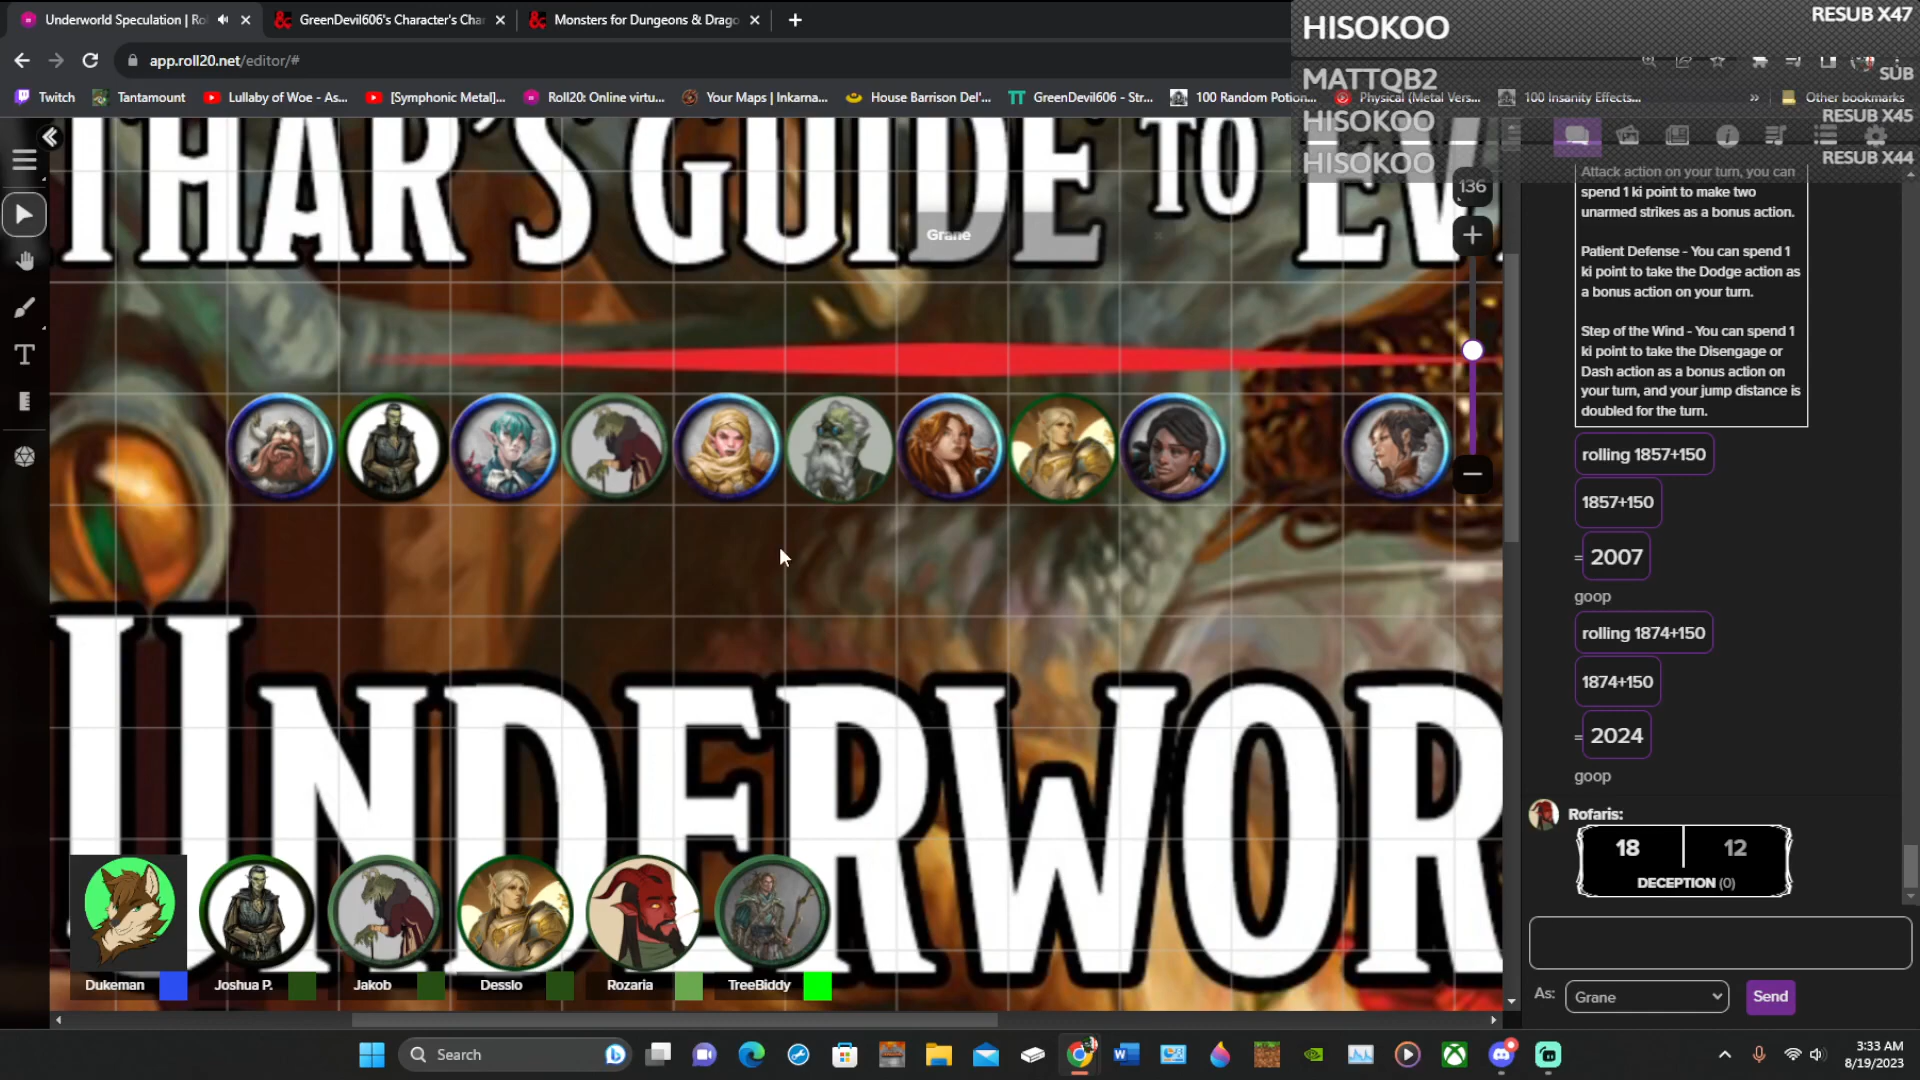 Underworld Speculation | Ro
GreenDevil606's Character's Char
Monsters for Dungeons & Drago
HISOKOO
RESUB X47
app.roll20.net/editor/#
MATTQB2
SUB
Twitch
Tantamount
Lullaby of Woe - As...
[Symphonic Metal]...
Roll20: Online virtu...
Your Maps | Inkarna...
House Barrison Del'...
GreenDevil606 - Str...
100 Random Potion...
Physical (Metal Vers...
100 Insanity Effects...
Other bookmarks
HISOKOO
RESUB X45
HISOKOO
RESUB X44
THAR'S GUIDE TO EV
Grane
136
UNDERWOR
Attack action on your turn, you can
spend 1 ki point to make two
unarmed strikes as a bonus action.
Patient Defense - You can spend 1
ki point to take the Dodge action as
a bonus action on your turn.
Step of the Wind - You can spend 1
ki point to take the Disengage or
Dash action as a bonus action on
your turn, and your jump distance is
doubled for the turn.
rolling 1857+150
1857+150
=2007
goop
rolling 1874+150
1874+150
=2024
goop
Rofaris:
18 12
DECEPTION (0)
Dukeman
Joshua P.
Jakob
Desslo
Rozaria
TreeBiddy
As:
Grane
Send
Search
3:33 AM
8/19/2023